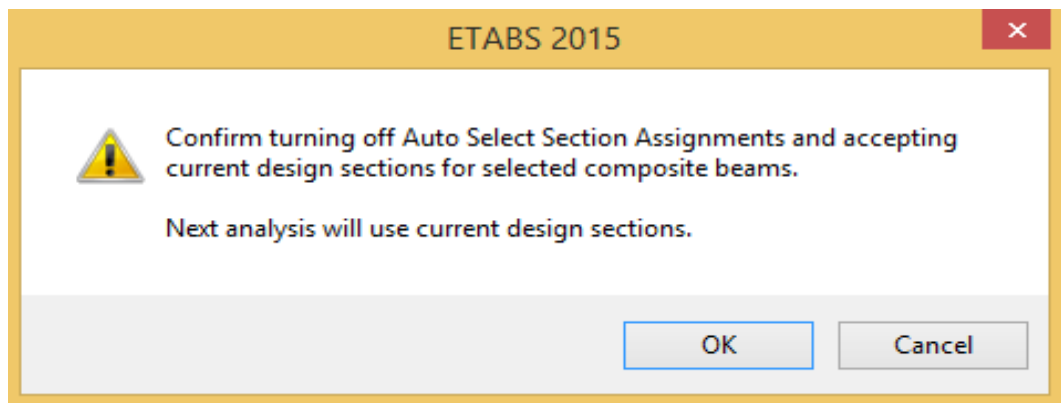 ETABS 2015
Confirm turning off Auto Select Section Assignments and accepting
current design sections for selected composite beams.
Next analysis will use current design sections.
OK
Cancel